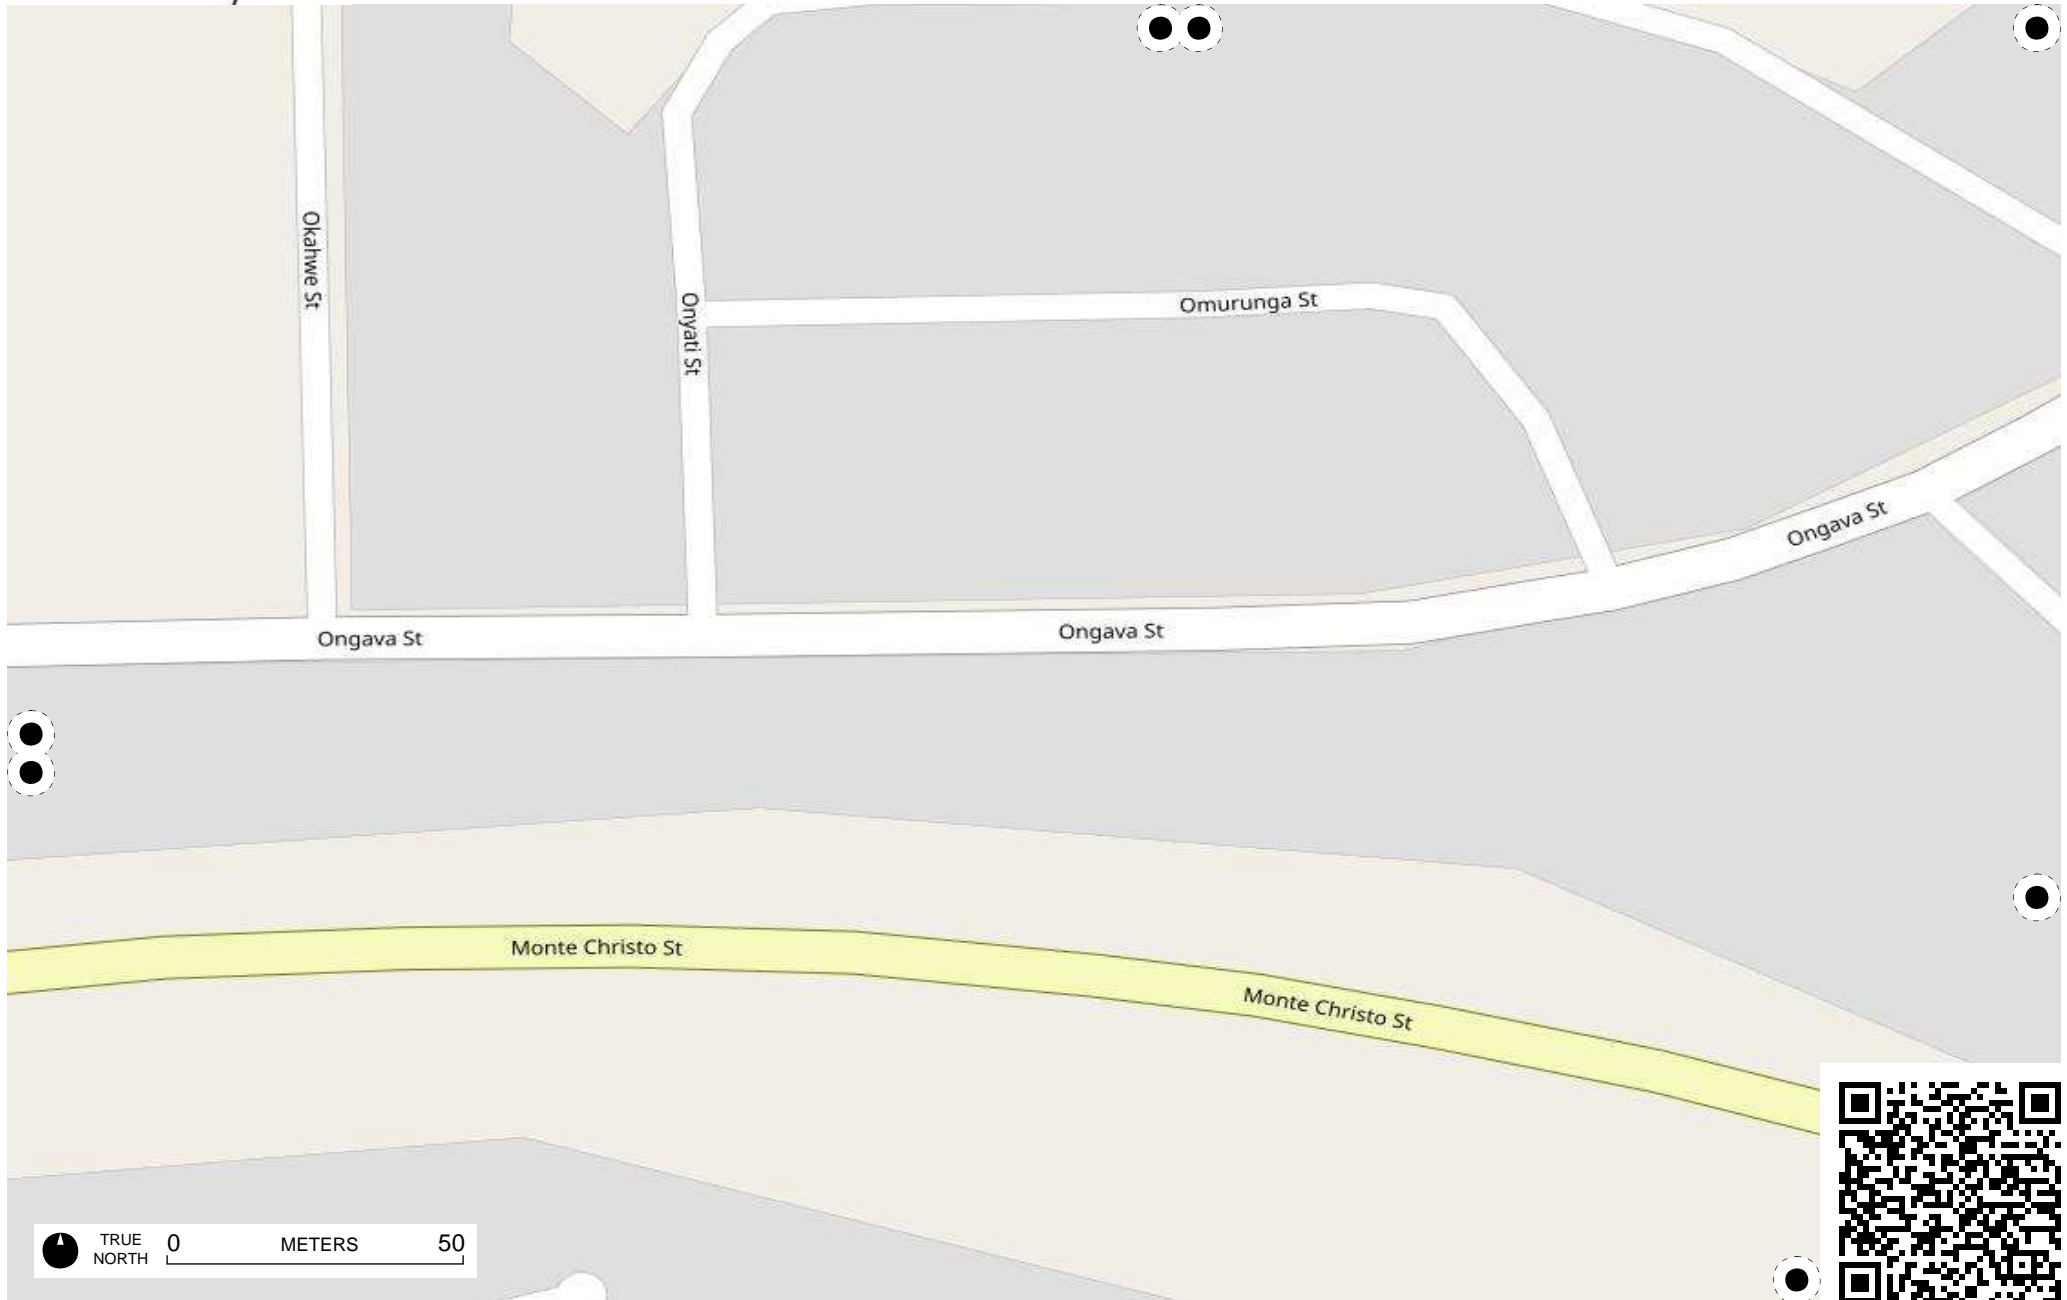 Okahwe St
Onyati St
Omurunga St
Ongava St
Ongava St
Ongava St
Monte Christo St
Monte Christo St
TRUE
NORTH
0 METERS 50